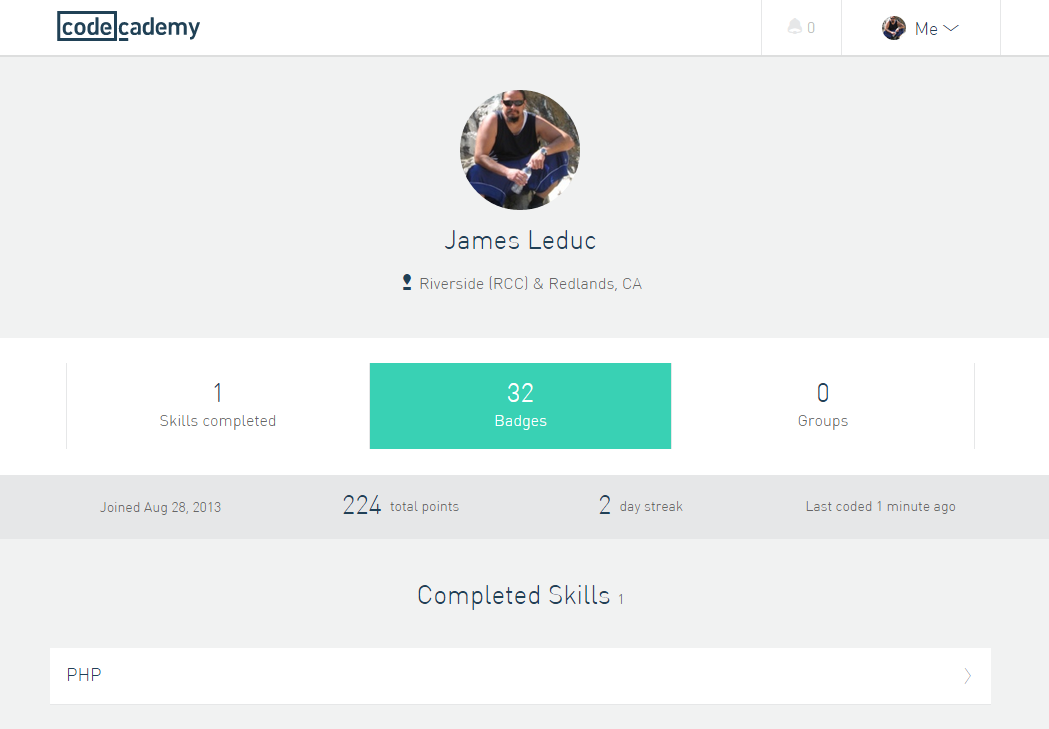 codecademy
0
Me
James Leduc
Riverside (RCC) & Redlands, CA
1
Skills completed
32
Badges
0
Groups
Joined Aug 28, 2013
224 total points
2 day streak
Last coded 1 minute ago
Completed Skills 1
PHP